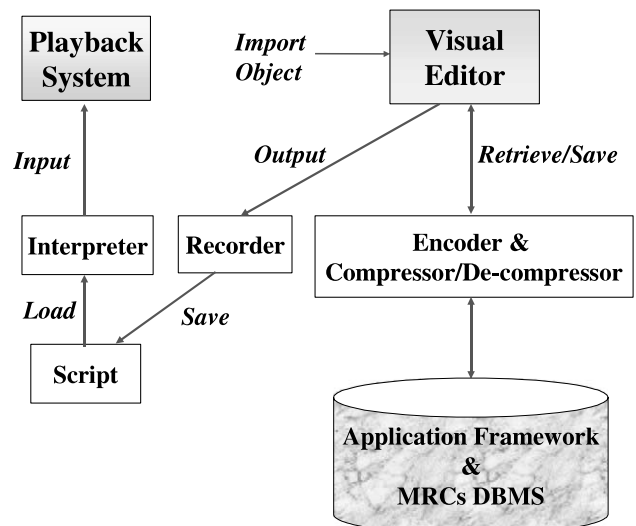 Playback
System
Import
Object
Visual
Editor
Input
Output
Retrieve/Save
Interpreter
Recorder
Encoder &
Compressor/De-compressor
Load
Save
Script
Application Framework
&
MRCs DBMS